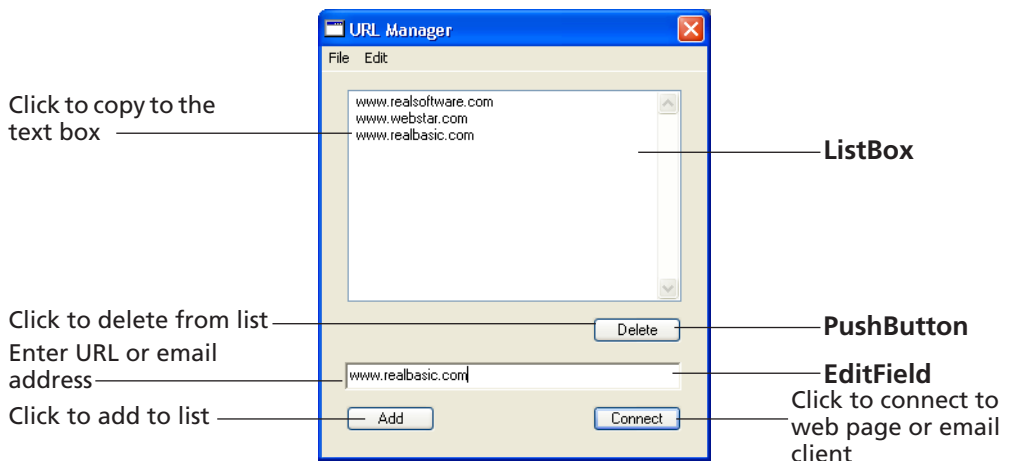 URL Manager
File Edit
www.realsoftware.com
www.webstar.com
www.realbasic.com
Click to copy to the
text box
ListBox
Click to delete from list
Delete
PushButton
Enter URL or email
address
www.realbasic.com
EditField
Click to add to list
Add
Connect
Click to connect to
web page or email
client